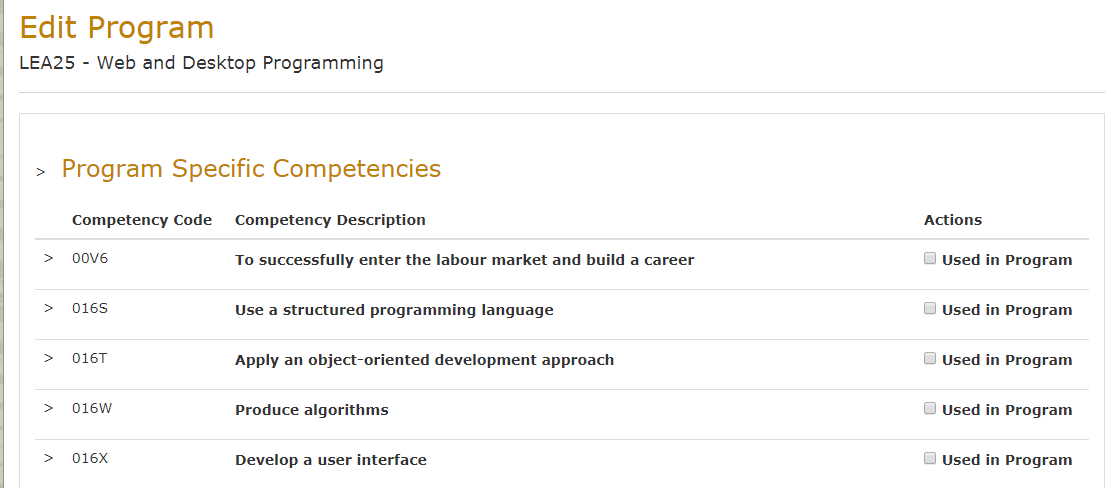 Edit Program
LEA25 - Web and Desktop Programming
> Program Specific Competencies
Competency Code Competency Description Actions
> 00V6 To successfully enter the labour market and build a career Used in Program
> 016S Use a structured programming language Used in Program
> 016T Apply an object-oriented development approach Used in Program
> 016W Produce algorithms Used in Program
> 016X Develop a user interface Used in Program